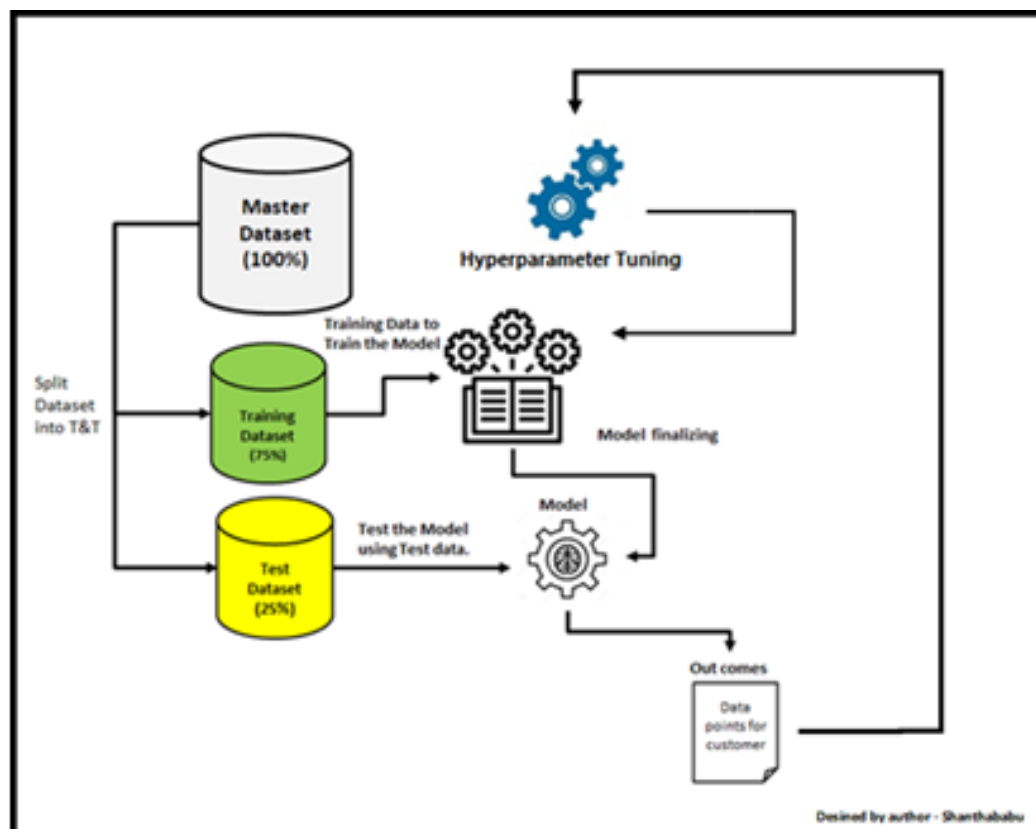 Master
Dataset
(100%)
Hyperparameter Tuning
Training Data to
Train the Model
Split
Dataset
into T&T
Training
Dataset
(75%)
Model finalizing
Test the Model
using Test data.
Model
Test
Dataset
(25%)
Out comes
Data
points for
customer
Desined by author - Shanthababu